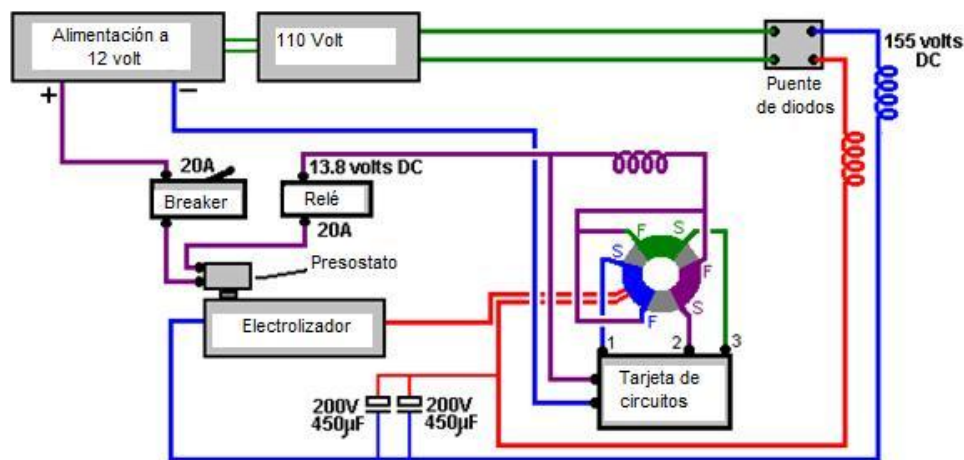 Alimentación a
12 volt
110 Volt
155 volts
DC
Puente
de diodos
+
−
20A
Breaker
13.8 volts DC
Relé
20A
Presostato
Electrolizador
F
S
S
F
S
F
1
2
3
Tarjeta de
circuitos
200V
450µF
200V
450µF